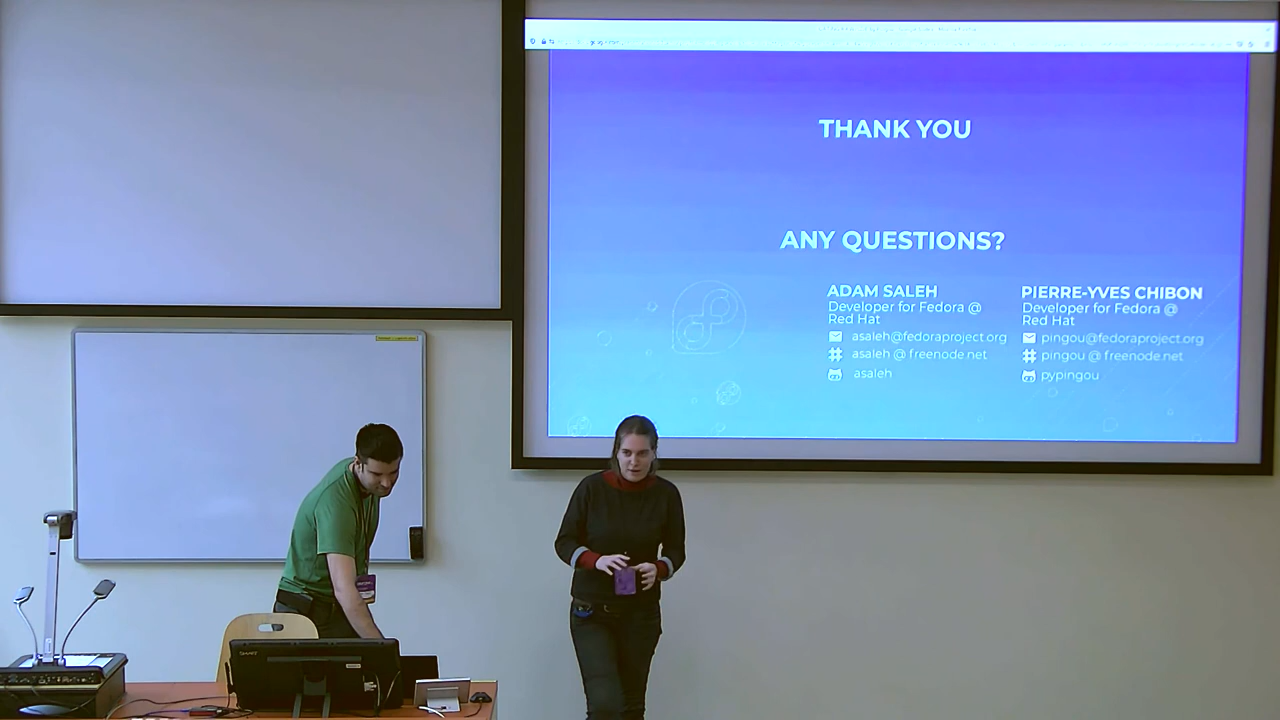 THANK YOU
ANY QUESTIONS?
ADAM SALEH
Developer for Fedora @
Red Hat
asaleh@fedoraproject.org
asaleh @ freenode.net
asaleh
PIERRE-YVES CHIBON
Developer for Fedora @
Red Hat
pingou@fedoraproject.org
pingou @ freenode.net
pypingou